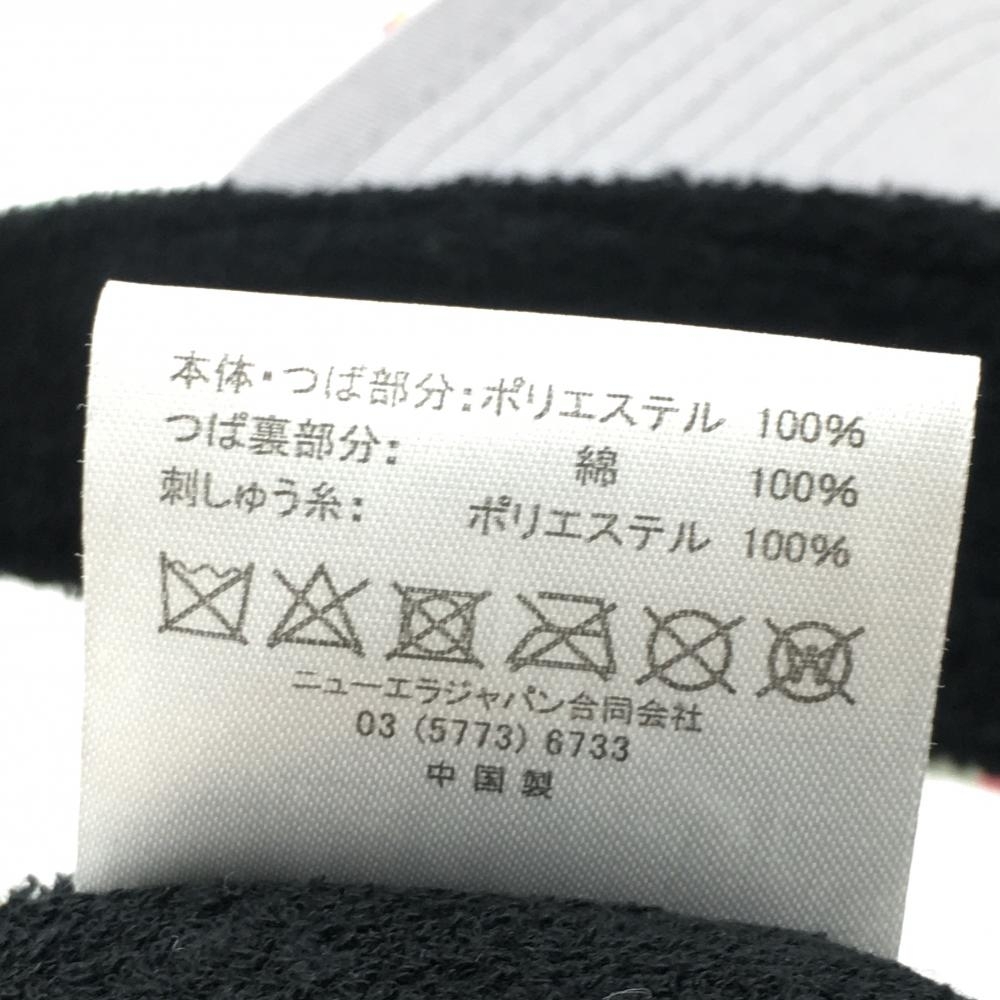 本体・つば部分：ポリエステル 100%
つば裏部分： 綿 100%
刺しゅう糸： ポリエステル 100%
W
ニューエラジャパン合同会社
03 (5773) 6733
中国製